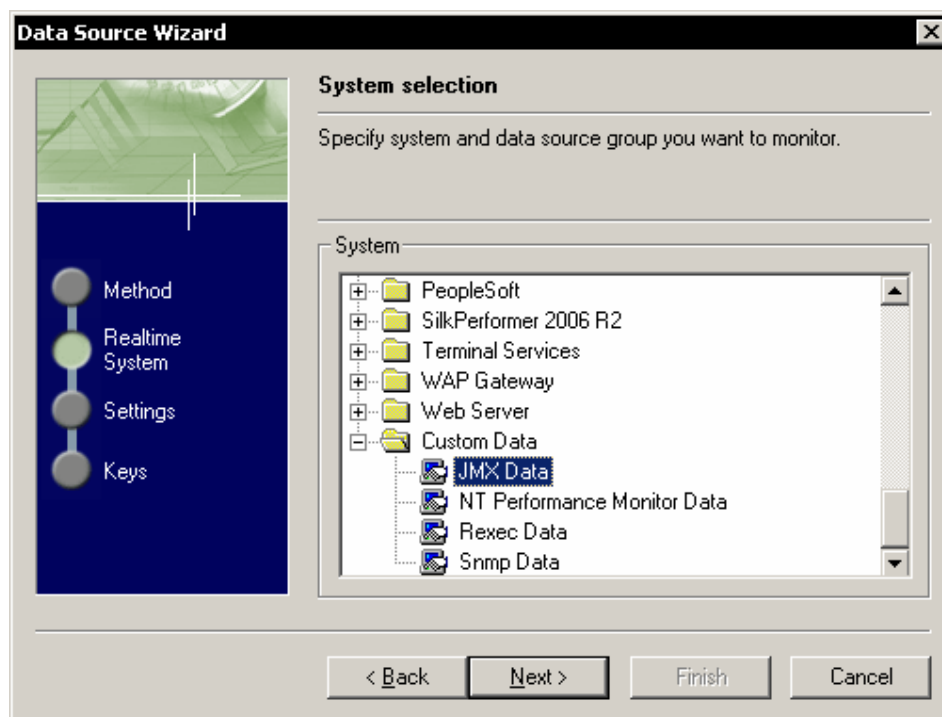 Data Source Wizard
System selection
Specify system and data source group you want to monitor.
Method
Realtime
System
Settings
Keys
System
PeopleSoft
SilkPerformer 2006 R2
Terminal Services
WAP Gateway
Web Server
Custom Data
JMX Data
NT Performance Monitor Data
Rexec Data
Snmp Data
< Back
Next >
Finish
Cancel